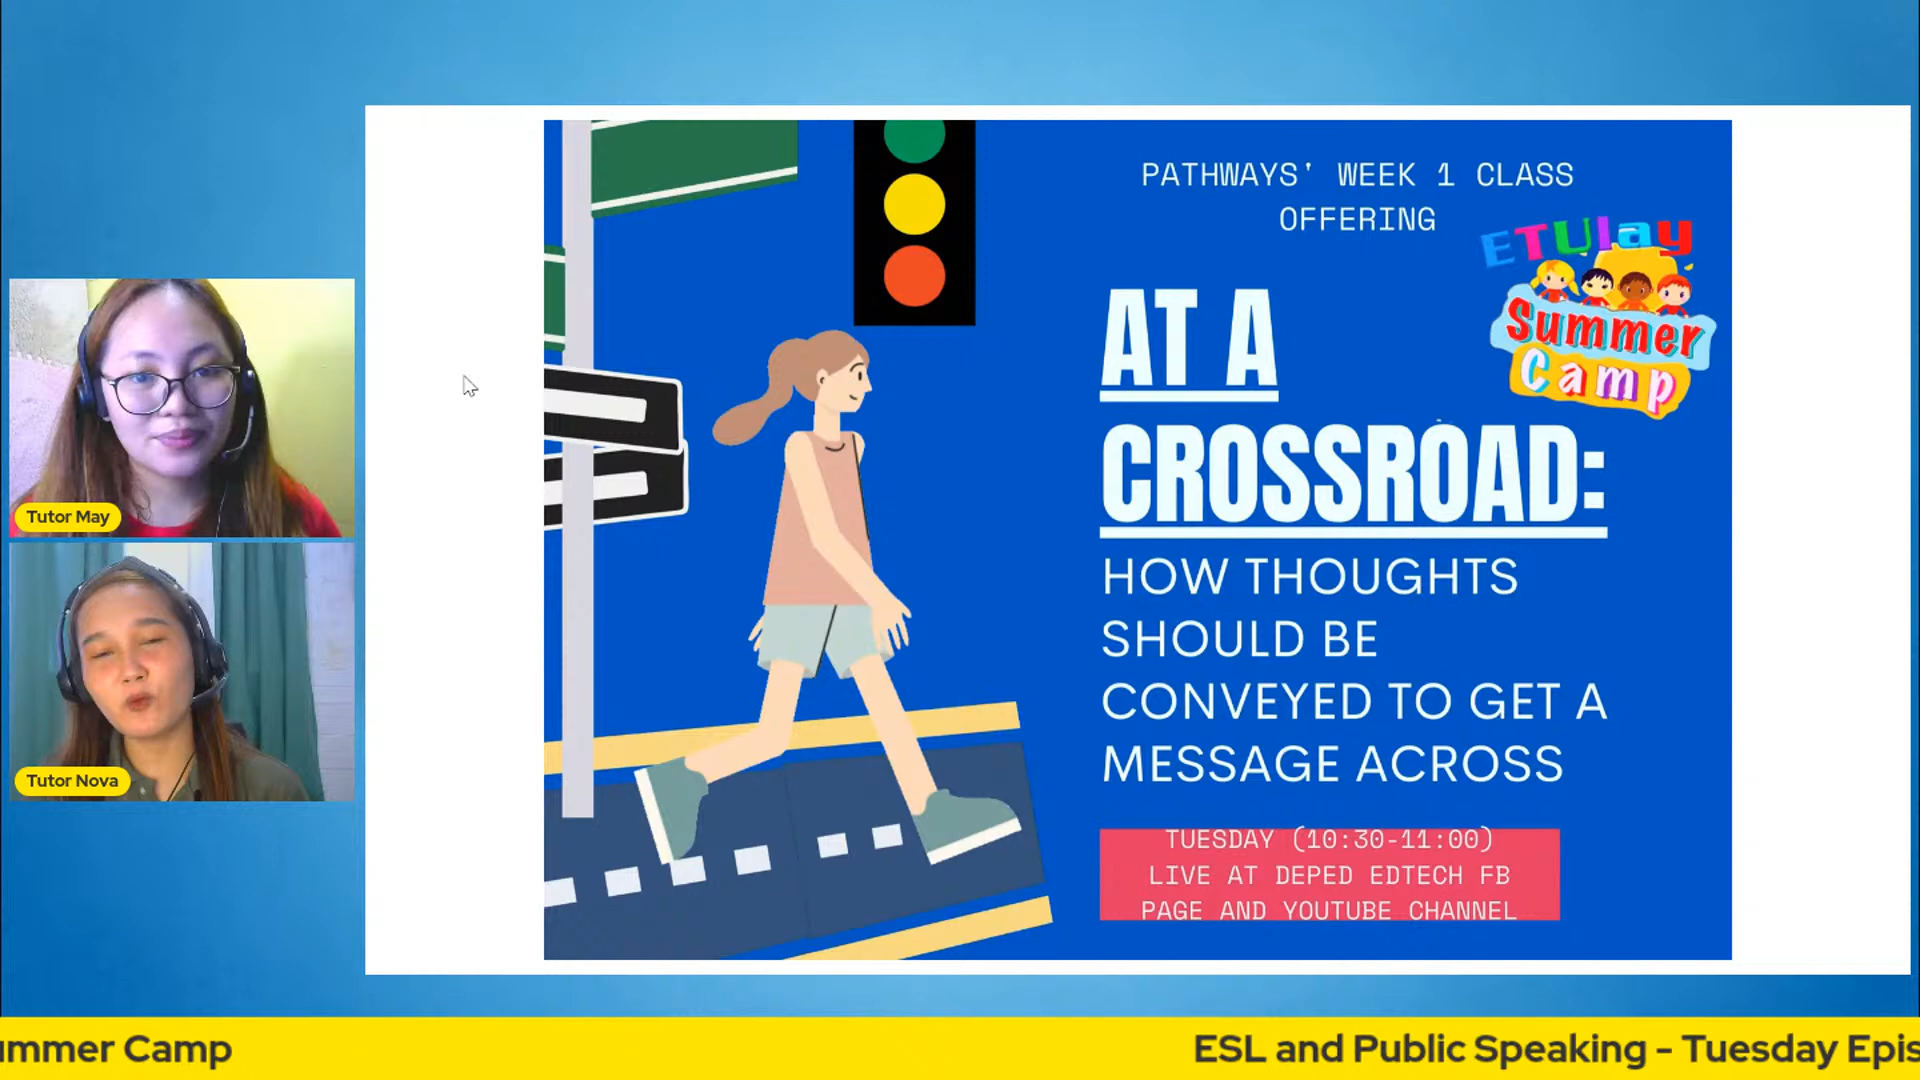 PATHWAYS' WEEK 1 CLASS
OFFERING
ETUlay
Summer
Camp
AT A
CROSSROAD:
HOW THOUGHTS
SHOULD BE
CONVEYED TO GET A
MESSAGE ACROSS
TUESDAY (10:30-11:00)
LIVE AT DEPED EDTECH FB
PAGE AND YOUTUBE CHANNEL
Tutor May
Tutor Nova
ummer Camp
ESL and Public Speaking - Tuesday Epis